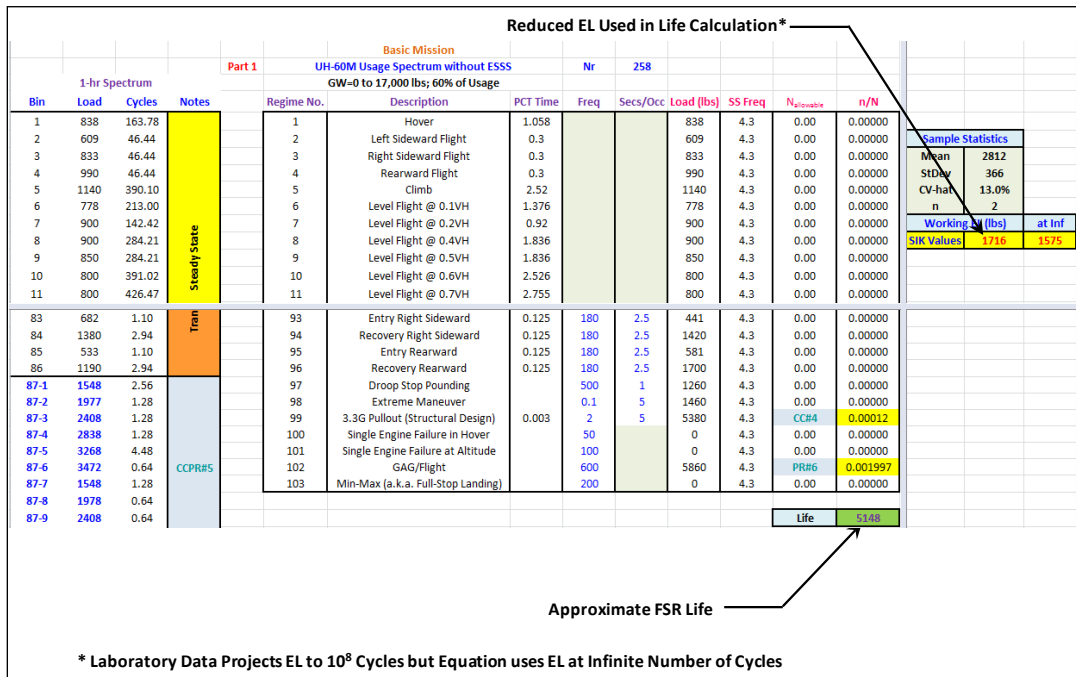 Reduced EL Used in Life Calculation*
Basic Mission
Part 1 UH-60M Usage Spectrum without ESSS Nr 258
1-hr Spectrum GW=0 to 17,000 lbs; 60% of Usage
Bin Load Cycles Notes Regime No. Description PCT Time Freq Secs/Occ Load (lbs) SS Freq Nallowable n/N
1 838 163.78 1 Hover 1.058 838 4.3 0.00 0.00000
2 609 46.44 2 Left Sideward Flight 0.3 609 4.3 0.00 0.00000 Sample Statistics
3 833 46.44 3 Right Sideward Flight 0.3 833 4.3 0.00 0.00000 Mean 2812
4 990 46.44 4 Rearward Flight 0.3 990 4.3 0.00 0.00000 StDev 366
5 1140 390.10 5 Climb 2.52 1140 4.3 0.00 0.00000 CV-hat 13.0%
6 778 213.00 6 Level Flight @ 0.1VH 1.376 778 4.3 0.00 0.00000 n 2
7 900 142.42 7 Level Flight @ 0.2VH 0.92 900 4.3 0.00 0.00000 Working (lbs) at Inf
8 900 284.21 8 Level Flight @ 0.4VH 1.836 900 4.3 0.00 0.00000 SIK Values 1716 1575
9 850 284.21 9 Level Flight @ 0.5VH 1.836 850 4.3 0.00 0.00000
10 800 391.02 10 Level Flight @ 0.6VH 2.526 800 4.3 0.00 0.00000
11 800 426.47 11 Level Flight @ 0.7VH 2.755 800 4.3 0.00 0.00000
Steady State
83 682 1.10 93 Entry Right Sideward 0.125 180 2.5 441 4.3 0.00 0.00000
84 1380 2.94 94 Recovery Right Sideward 0.125 180 2.5 1420 4.3 0.00 0.00000
85 533 1.10 95 Entry Rearward 0.125 180 2.5 581 4.3 0.00 0.00000
86 1190 2.94 96 Recovery Rearward 0.125 180 2.5 1700 4.3 0.00 0.00000
Tran
87-1 1548 2.56 97 Droop Stop Pounding 500 1 1260 4.3 0.00 0.00000
87-2 1977 1.28 98 Extreme Maneuver 0.1 5 1460 4.3 0.00 0.00000
87-3 2408 1.28 99 3.3G Pullout (Structural Design) 0.003 2 5 5380 4.3 CC#4 0.00012
87-4 2838 1.28 100 Single Engine Failure in Hover 50 0 4.3 0.00 0.00000
87-5 3268 4.48 101 Single Engine Failure at Altitude 100 0 4.3 0.00 0.00000
87-6 3472 0.64 CCPR#5 102 GAG/Flight 600 5860 4.3 PR#6 0.001997
87-7 1548 1.28 103 Min-Max (a.k.a. Full-Stop Landing) 200 0 4.3 0.00 0.00000
87-8 1978 0.64
87-9 2408 0.64 Life 5148
Approximate FSR Life
* Laboratory Data Projects EL to 10⁸ Cycles but Equation uses EL at Infinite Number of Cycles